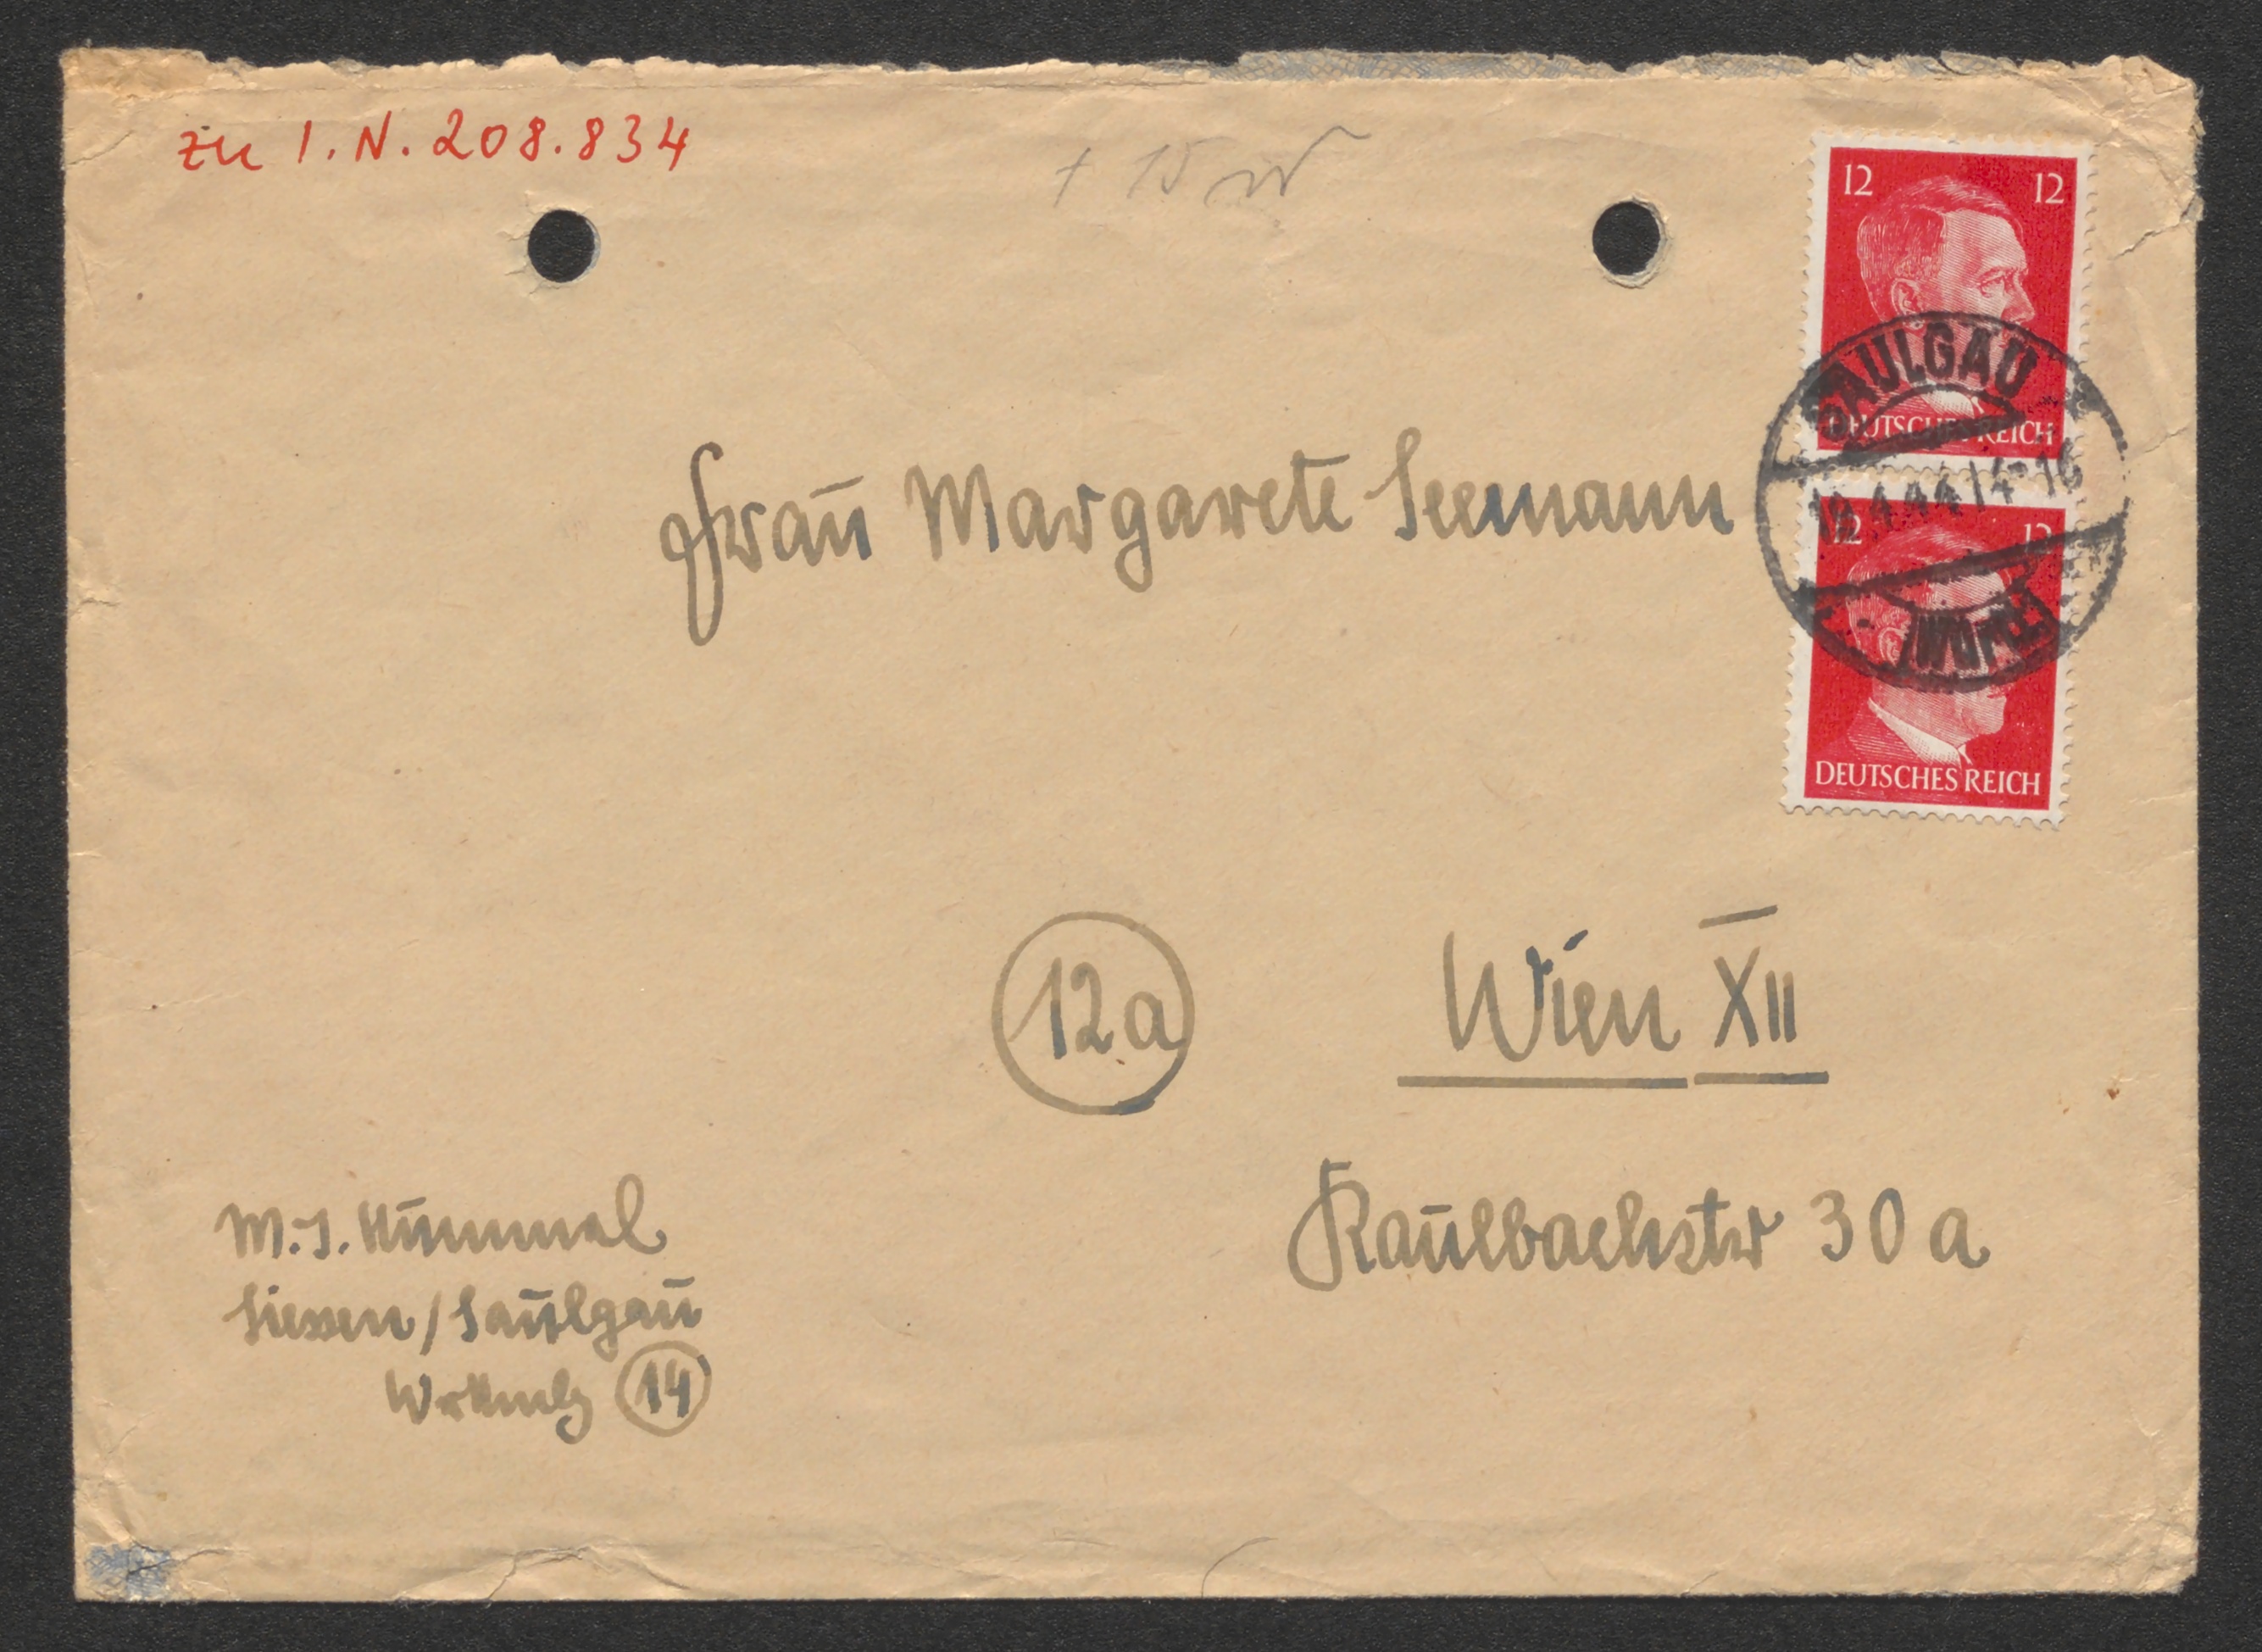 zu I.N. 208.834
+ 15
12 12
DEUTSCHES REICH
SAULGAU
12 12
(WÜRTT)
DEUTSCHES REICH
Frau Margarete Seemann
12a Wien XII
Kaulbachstr 30 a
M. I. Hummel
Siessen / Saulgau
14